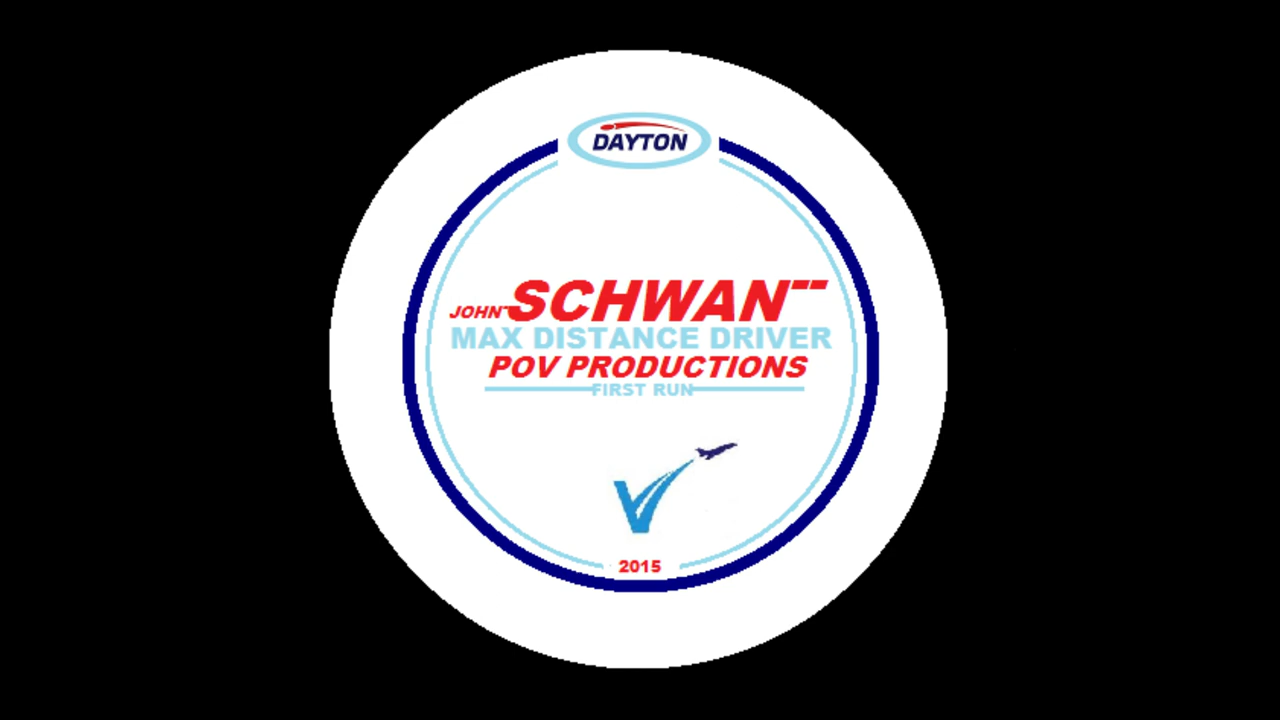 DAYTON
JOHN SCHWAN
MAX DISTANCE DRIVER
POV PRODUCTIONS
FIRST RUN
2015